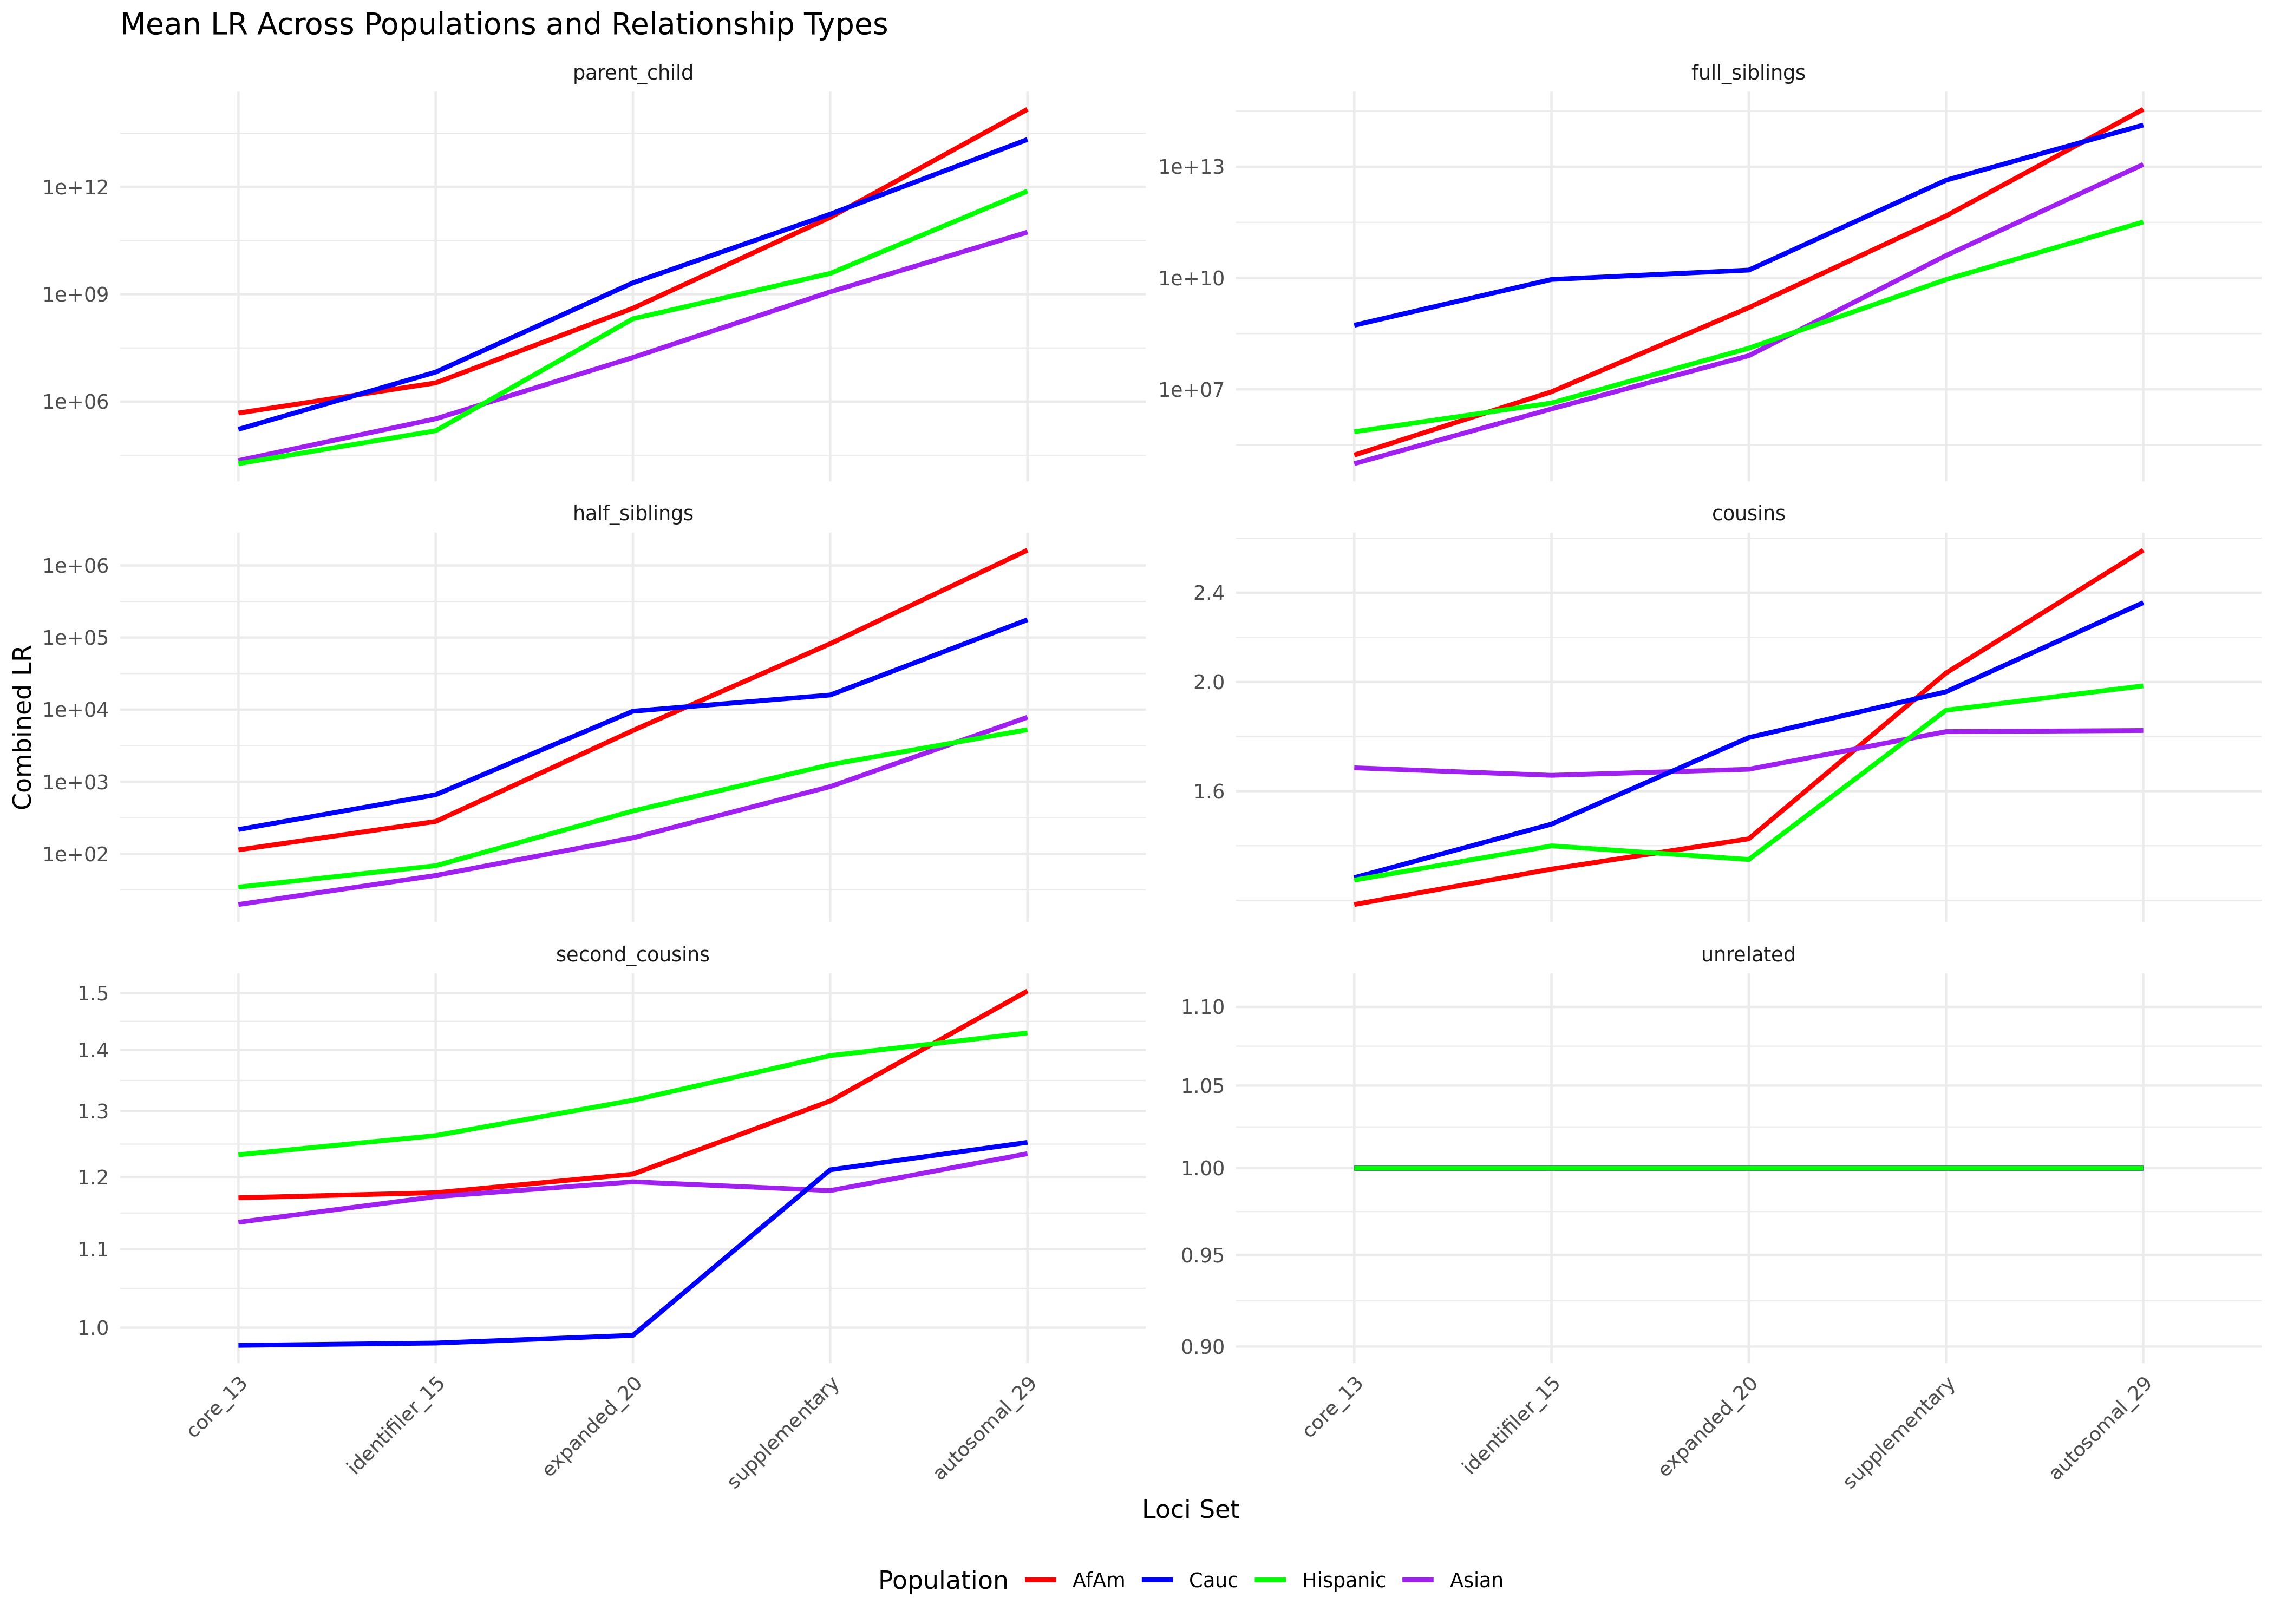 Mean LR Across Populations and Relationship Types
parent_child
full_siblings
1e+12
1e+09
1e+06
1e+13
1e+10
1e+07
half_siblings
cousins
1e+06
1e+05
1e+04
1e+03
1e+02
2.4
2.0
1.6
Combined LR
second_cousins
unrelated
1.5
1.4
1.3
1.2
1.1
1.0
1.10
1.05
1.00
0.95
0.90
core_13
identifiler_15
expanded_20
supplementary
autosomal_29
core_13
identifiler_15
expanded_20
supplementary
autosomal_29
Loci Set
Population AfAm Cauc Hispanic Asian